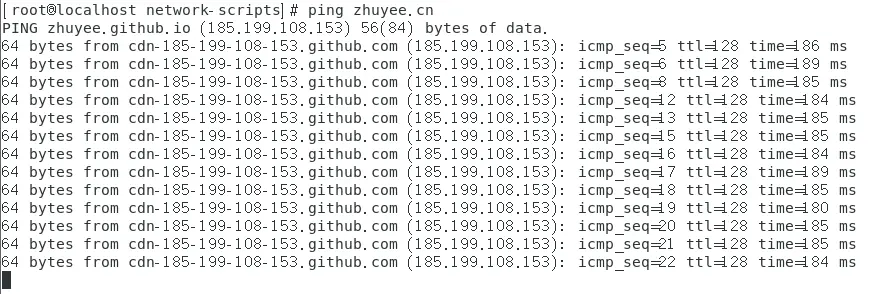 [root@localhost network-scripts]# ping zhuyee.cn
PING zhuyee.github.io (185.199.108.153) 56(84) bytes of data.
64 bytes from cdn-185-199-108-153.github.com (185.199.108.153): icmp_seq=5 ttl=128 time=186 ms
64 bytes from cdn-185-199-108-153.github.com (185.199.108.153): icmp_seq=6 ttl=128 time=189 ms
64 bytes from cdn-185-199-108-153.github.com (185.199.108.153): icmp_seq=8 ttl=128 time=185 ms
64 bytes from cdn-185-199-108-153.github.com (185.199.108.153): icmp_seq=12 ttl=128 time=184 ms
64 bytes from cdn-185-199-108-153.github.com (185.199.108.153): icmp_seq=13 ttl=128 time=185 ms
64 bytes from cdn-185-199-108-153.github.com (185.199.108.153): icmp_seq=15 ttl=128 time=185 ms
64 bytes from cdn-185-199-108-153.github.com (185.199.108.153): icmp_seq=16 ttl=128 time=184 ms
64 bytes from cdn-185-199-108-153.github.com (185.199.108.153): icmp_seq=17 ttl=128 time=189 ms
64 bytes from cdn-185-199-108-153.github.com (185.199.108.153): icmp_seq=18 ttl=128 time=185 ms
64 bytes from cdn-185-199-108-153.github.com (185.199.108.153): icmp_seq=19 ttl=128 time=180 ms
64 bytes from cdn-185-199-108-153.github.com (185.199.108.153): icmp_seq=20 ttl=128 time=185 ms
64 bytes from cdn-185-199-108-153.github.com (185.199.108.153): icmp_seq=21 ttl=128 time=185 ms
64 bytes from cdn-185-199-108-153.github.com (185.199.108.153): icmp_seq=22 ttl=128 time=184 ms